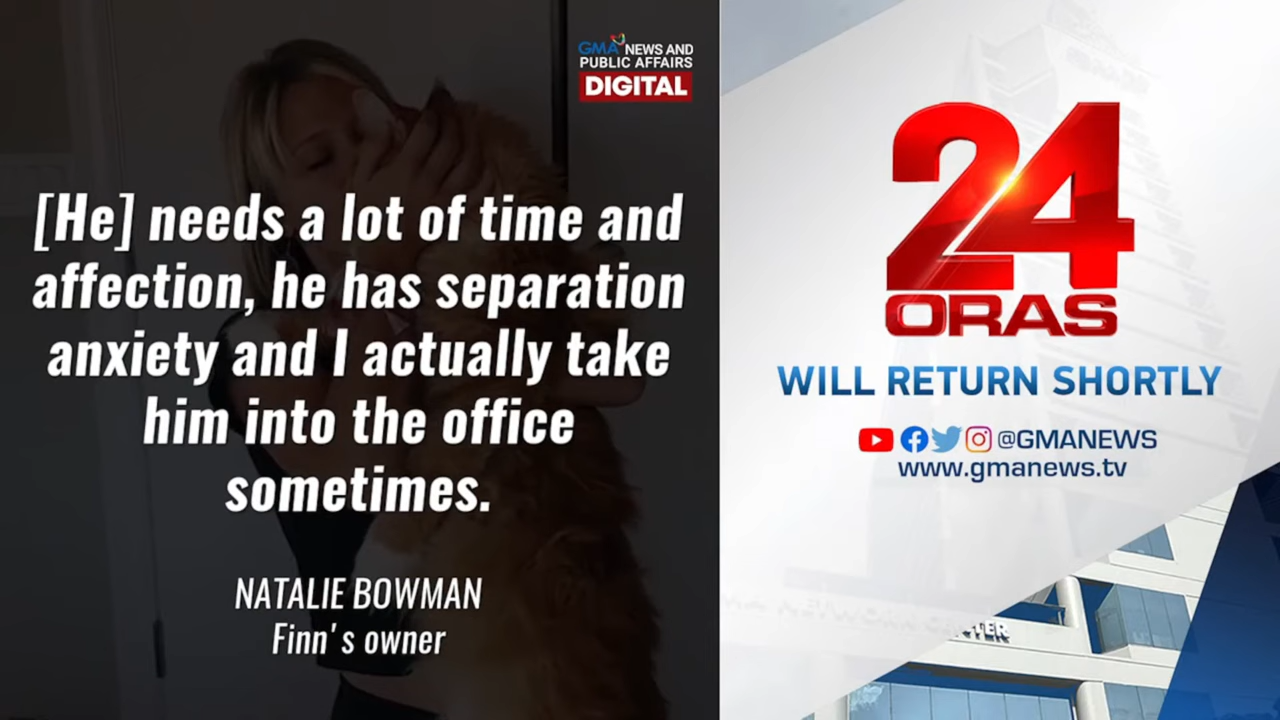 GMA NEWS AND
PUBLIC AFFAIRS
DIGITAL
[He] needs a lot of time and
affection, he has separation
anxiety and I actually take
him into the office
sometimes.
NATALIE BOWMAN
Finn's owner
24
ORAS
WILL RETURN SHORTLY
@GMANEWS
www.gmanews.tv